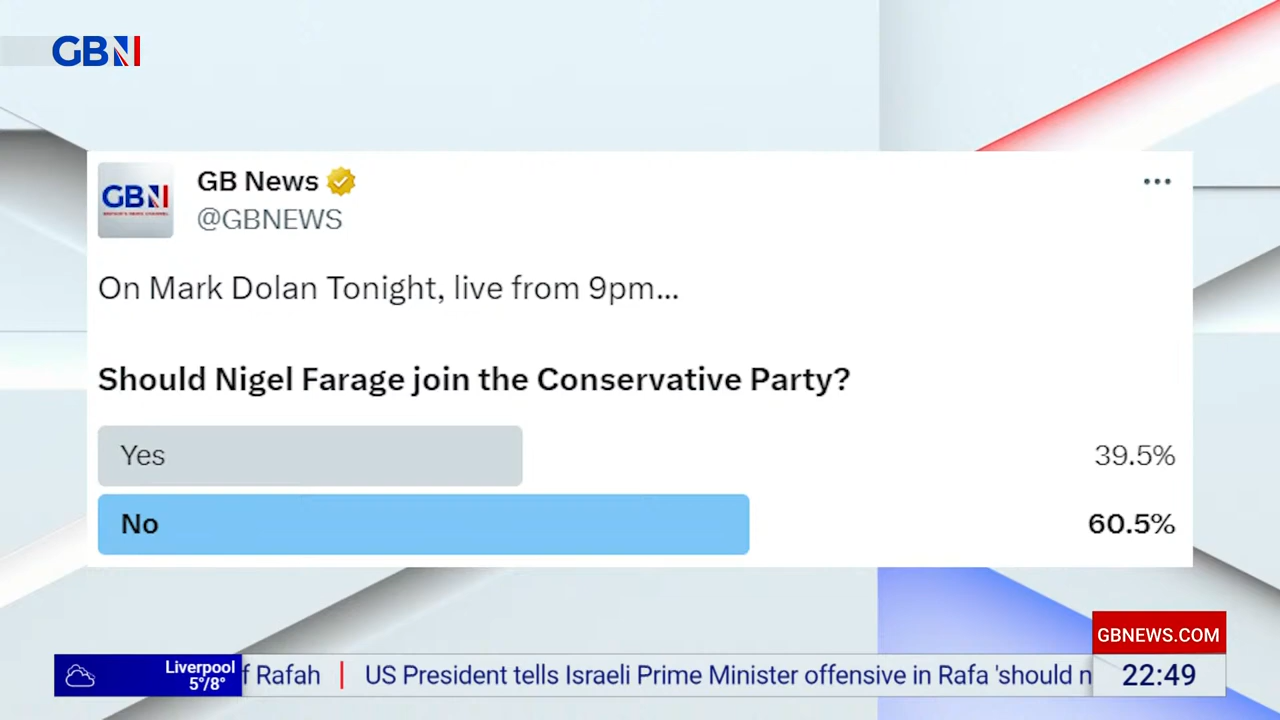 GBN
GBN
GB News
@GBNEWS
On Mark Dolan Tonight, live from 9pm...
Should Nigel Farage join the Conservative Party?
Yes 39.5%
No 60.5%
GBNEWS.COM
Liverpool
5°/8°
f Rafah | US President tells Israeli Prime Minister offensive in Rafa 'should n
22:49